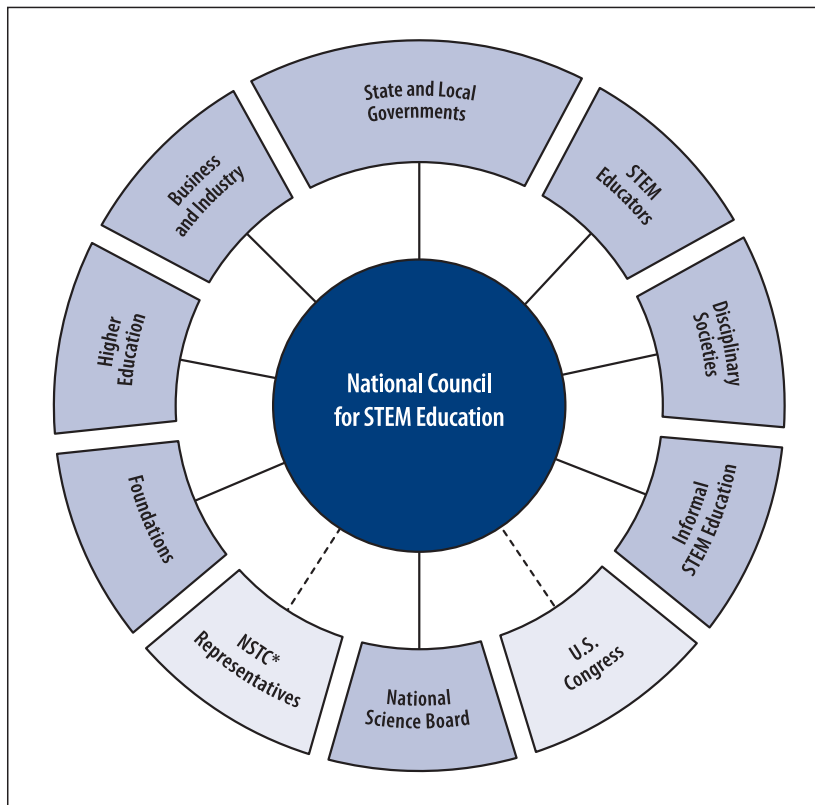 State and Local
Governments
STEM
Educators
Disciplinary
Societies
Informal
STEM Education
U.S.
Congress
National
Science Board
NSTC*
Representatives
Foundations
Higher
Education
Business
and Industry
National Council
for STEM Education